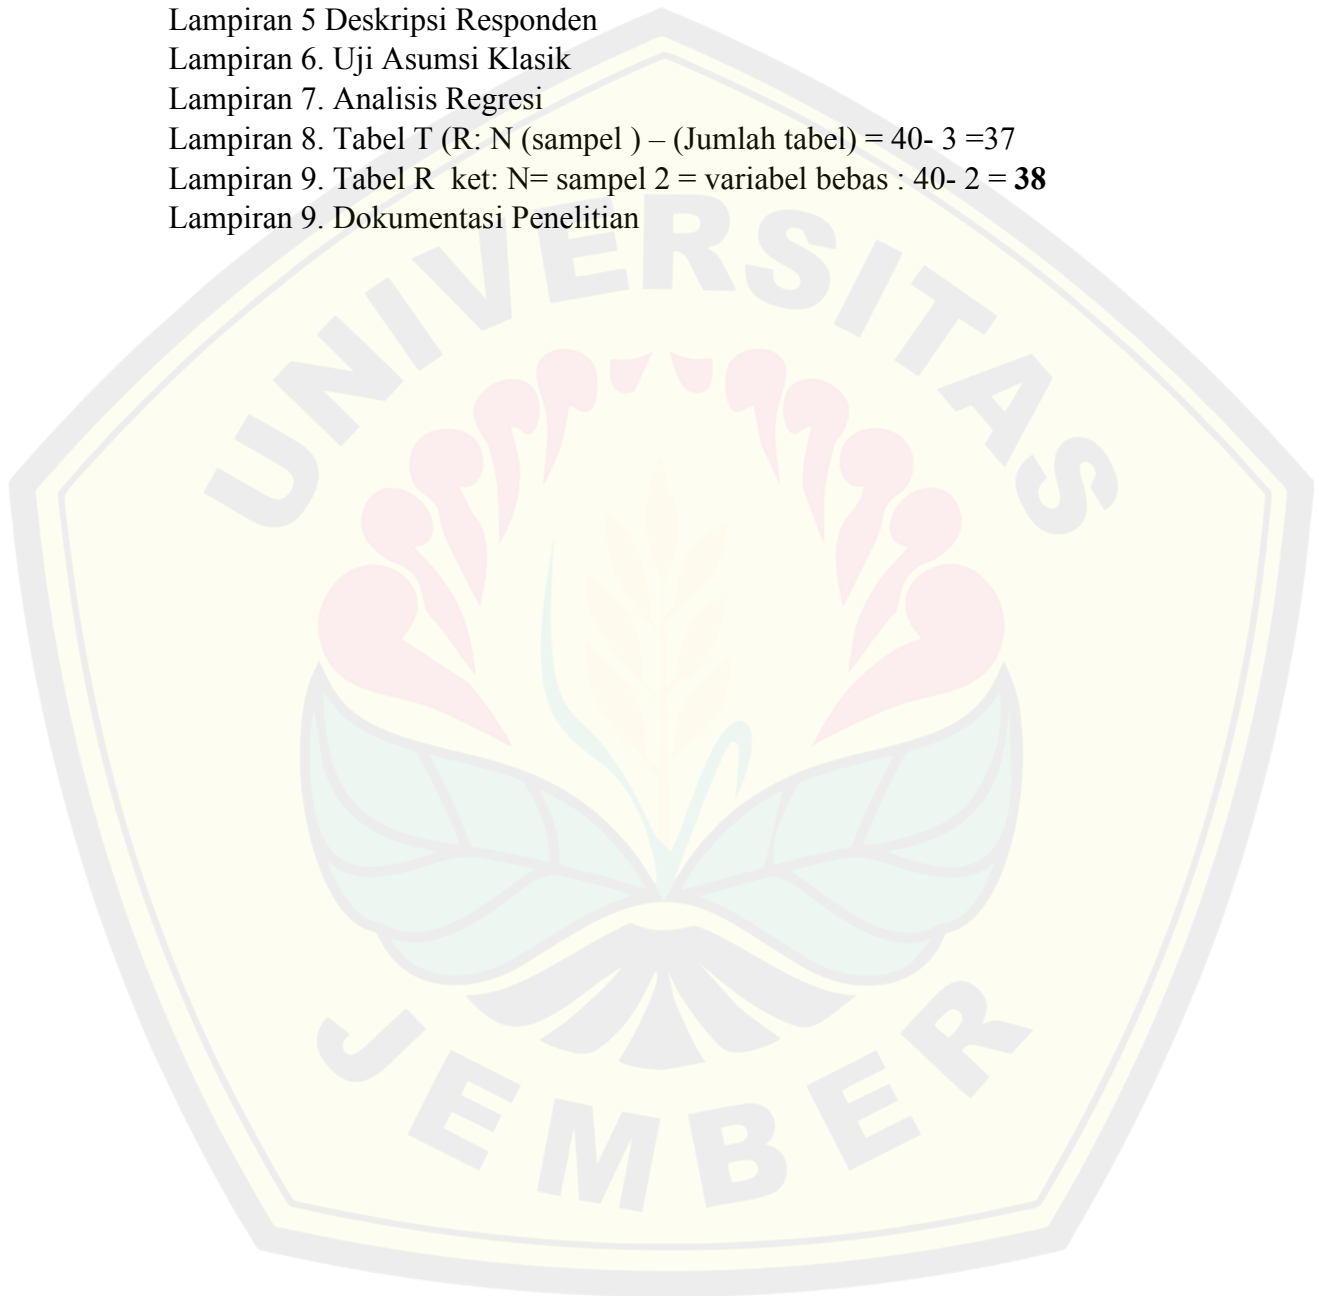 Lampiran 5 Deskripsi Responden
Lampiran 6. Uji Asumsi Klasik
Lampiran 7. Analisis Regresi
Lampiran 8. Tabel T (R: N (sampel ) – (Jumlah tabel) = 40- 3 =37
Lampiran 9. Tabel R  ket: N= sampel 2 = variabel bebas : 40- 2 = 38
Lampiran 9. Dokumentasi Penelitian
UNIVERSITAS
JEMBER